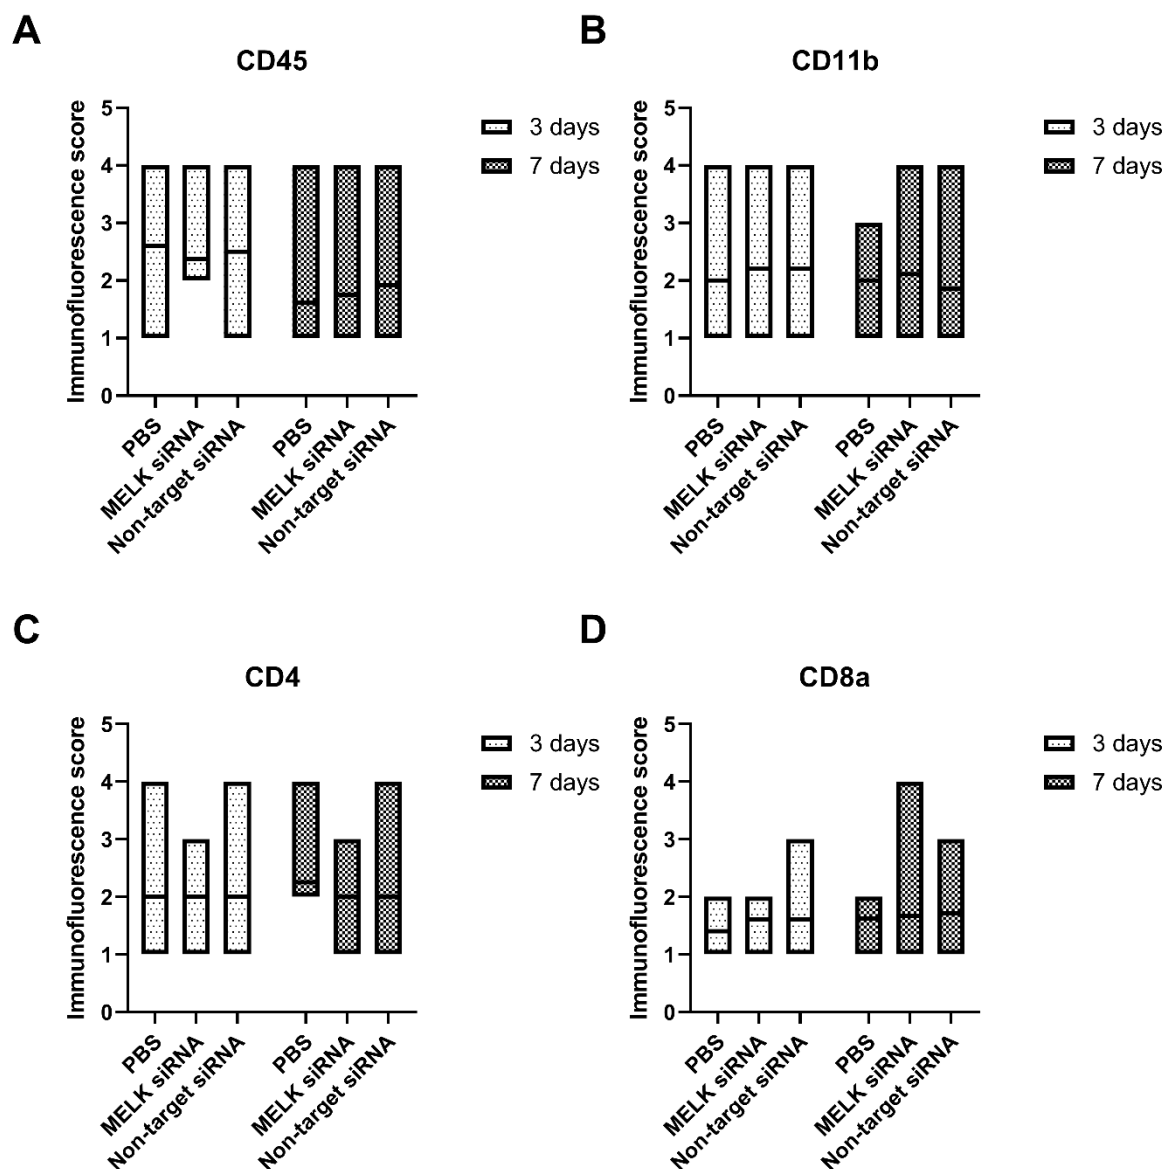 A
CD45
Immunofluorescence score
5
4
3
2
1
0
PBS
MELK siRNA
Non-target siRNA
PBS
MELK siRNA
Non-target siRNA
3 days
7 days
B
CD11b
Immunofluorescence score
5
4
3
2
1
0
PBS
MELK siRNA
Non-target siRNA
PBS
MELK siRNA
Non-target siRNA
3 days
7 days
C
CD4
Immunofluorescence score
5
4
3
2
1
0
PBS
MELK siRNA
Non-target siRNA
PBS
MELK siRNA
Non-target siRNA
3 days
7 days
D
CD8a
Immunofluorescence score
5
4
3
2
1
0
PBS
MELK siRNA
Non-target siRNA
PBS
MELK siRNA
Non-target siRNA
3 days
7 days